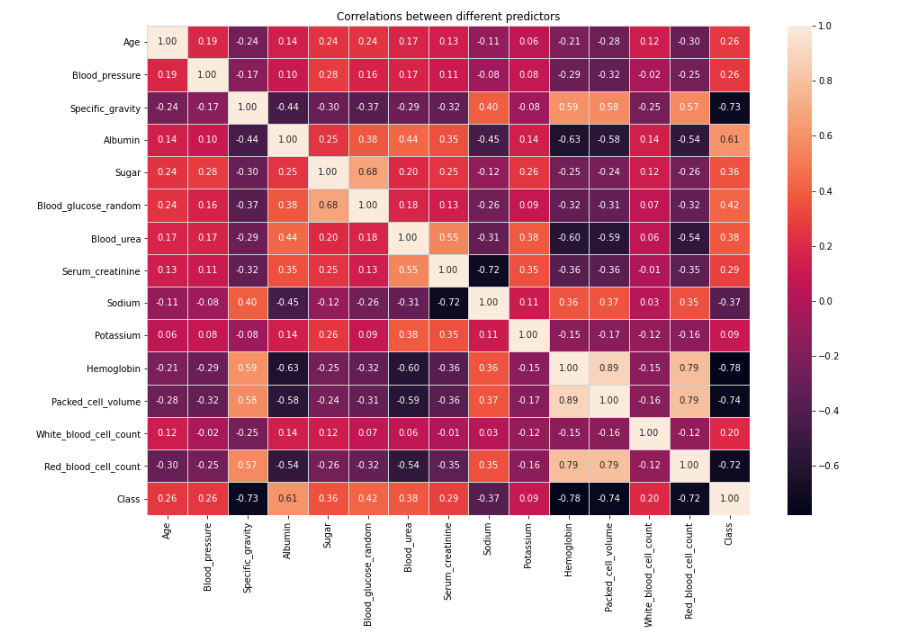 Correlations between different predictors
Age 1.00 0.19 -0.24 0.14 0.24 0.24 0.17 0.13 -0.11 0.06 -0.21 -0.28 0.12 -0.30 0.26
Blood_pressure 0.19 1.00 -0.17 0.10 0.28 0.16 0.17 0.11 -0.08 0.08 -0.29 -0.32 -0.02 -0.25 0.26
Specific_gravity -0.24 -0.17 1.00 -0.44 -0.30 -0.37 -0.29 -0.32 0.40 -0.08 0.59 0.58 -0.25 0.57 -0.73
Albumin 0.14 0.10 -0.44 1.00 0.25 0.38 0.44 0.35 -0.45 0.14 -0.63 -0.58 0.14 -0.54 0.61
Sugar 0.24 0.28 -0.30 0.25 1.00 0.68 0.20 0.25 -0.12 0.26 -0.25 -0.24 0.12 -0.26 0.36
Blood_glucose_random 0.24 0.16 -0.37 0.38 0.68 1.00 0.18 0.13 -0.26 0.09 -0.32 -0.31 0.07 -0.32 0.42
Blood_urea 0.17 0.17 -0.29 0.44 0.20 0.18 1.00 0.55 -0.31 0.38 -0.60 -0.59 0.06 -0.54 0.38
Serum_creatinine 0.13 0.11 -0.32 0.35 0.25 0.13 0.55 1.00 -0.72 0.35 -0.36 -0.36 -0.01 -0.35 0.29
Sodium -0.11 -0.08 0.40 -0.45 -0.12 -0.26 -0.31 -0.72 1.00 0.11 0.36 0.37 0.03 0.35 -0.37
Potassium 0.06 0.08 -0.08 0.14 0.26 0.09 0.38 0.35 0.11 1.00 -0.15 -0.17 -0.12 -0.16 0.09
Hemoglobin -0.21 -0.29 0.59 -0.63 -0.25 -0.32 -0.60 -0.36 0.36 -0.15 1.00 0.89 -0.15 0.79 -0.78
Packed_cell_volume -0.28 -0.32 0.58 -0.58 -0.24 -0.31 -0.59 -0.36 0.37 -0.17 0.89 1.00 -0.16 0.79 -0.74
White_blood_cell_count 0.12 -0.02 -0.25 0.14 0.12 0.07 0.06 -0.01 0.03 -0.12 -0.15 -0.16 1.00 -0.12 0.20
Red_blood_cell_count -0.30 -0.25 0.57 -0.54 -0.26 -0.32 -0.54 -0.35 0.35 -0.16 0.79 0.79 -0.12 1.00 -0.72
Class 0.26 0.26 -0.73 0.61 0.36 0.42 0.38 0.29 -0.37 0.09 -0.78 -0.74 0.20 -0.72 1.00
Age
Blood_pressure
Specific_gravity
Albumin
Sugar
Blood_glucose_random
Blood_urea
Serum_creatinine
Sodium
Potassium
Hemoglobin
Packed_cell_volume
White_blood_cell_count
Red_blood_cell_count
Class
1.0
0.8
0.6
0.4
0.2
0.0
−0.2
−0.4
−0.6